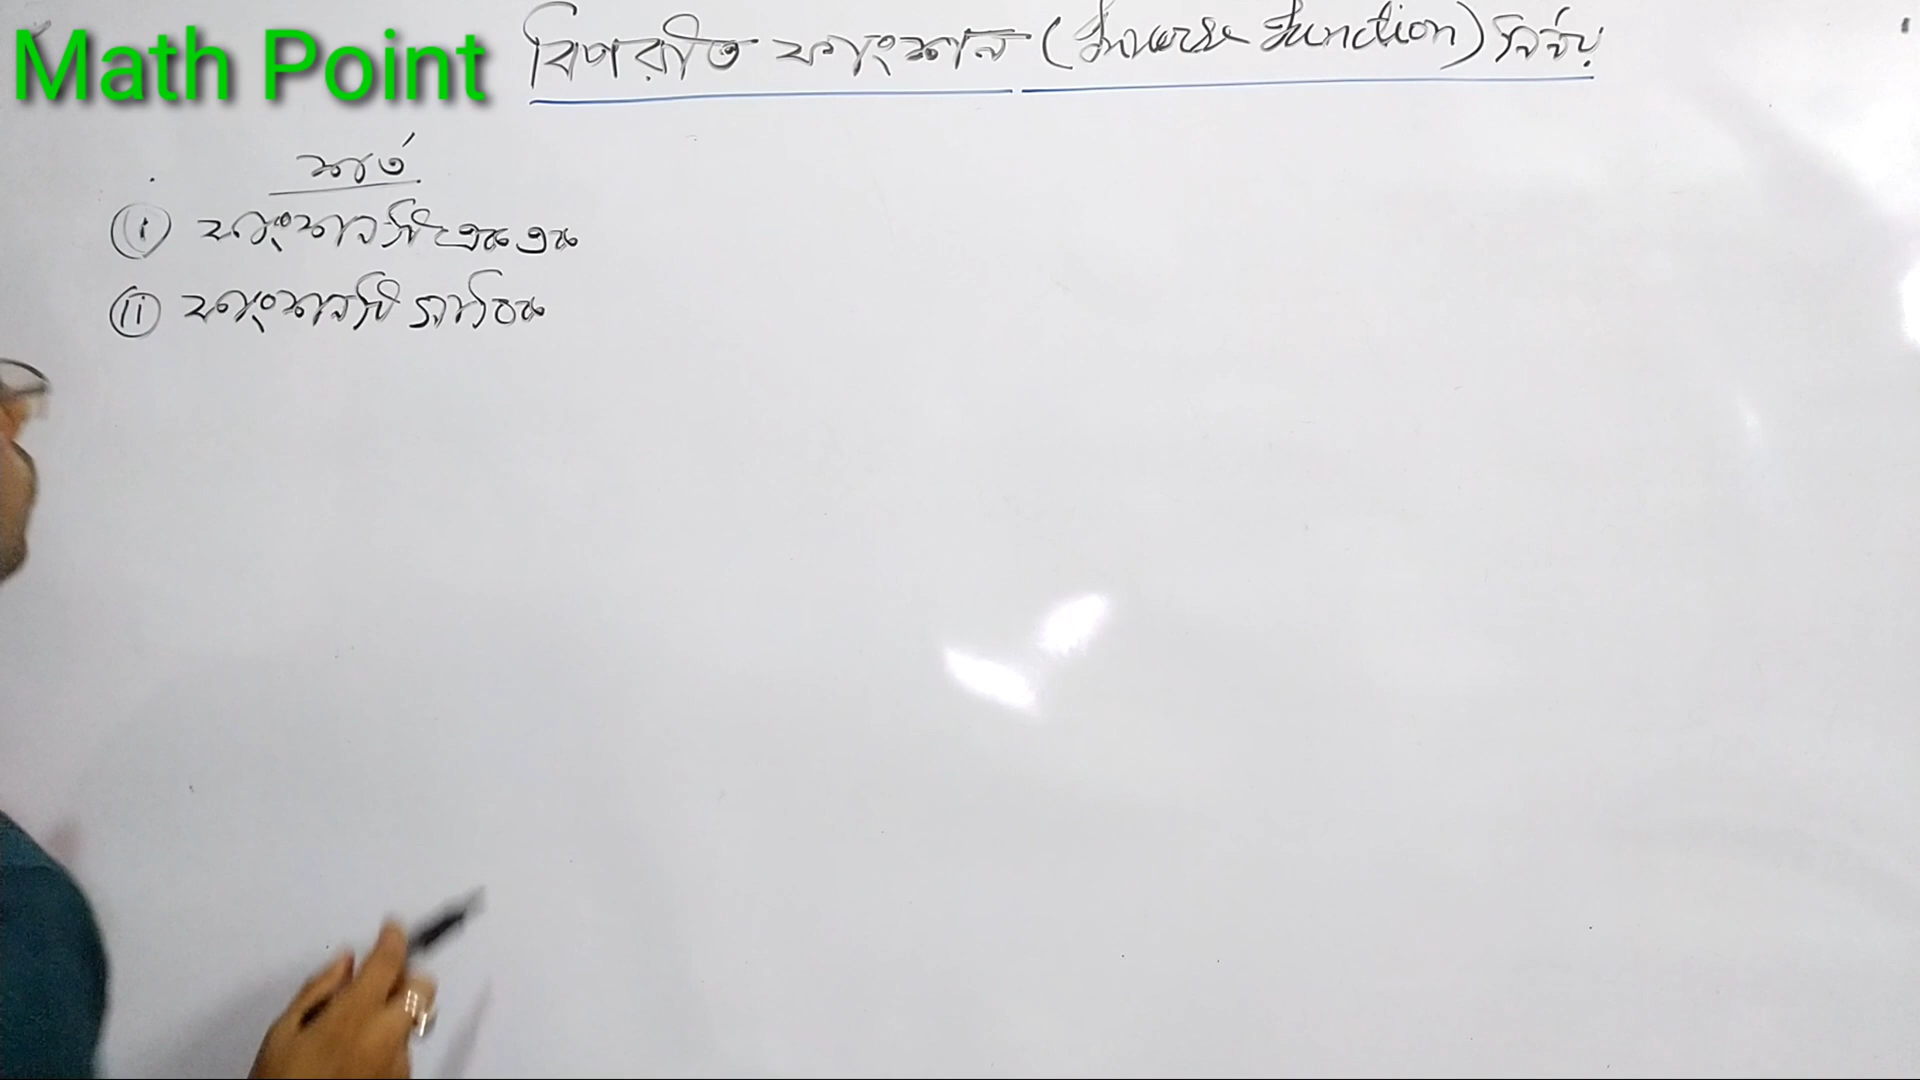 Math Point
বিপরীত ফাংশন (Inverse Function) নির্ণয়
শর্ত
(i) ফাংশনটি এক এক
(ii) ফাংশনটি সার্বিক